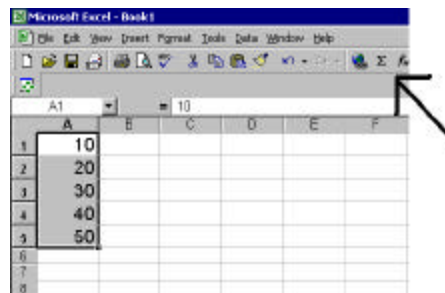 Microsoft Excel - Book1
File Edit View Insert Format Tools Data Window Help
Σ f
A1 = 10
A B C D E F
1 10
2 20
3 30
4 40
5 50
6
7
8